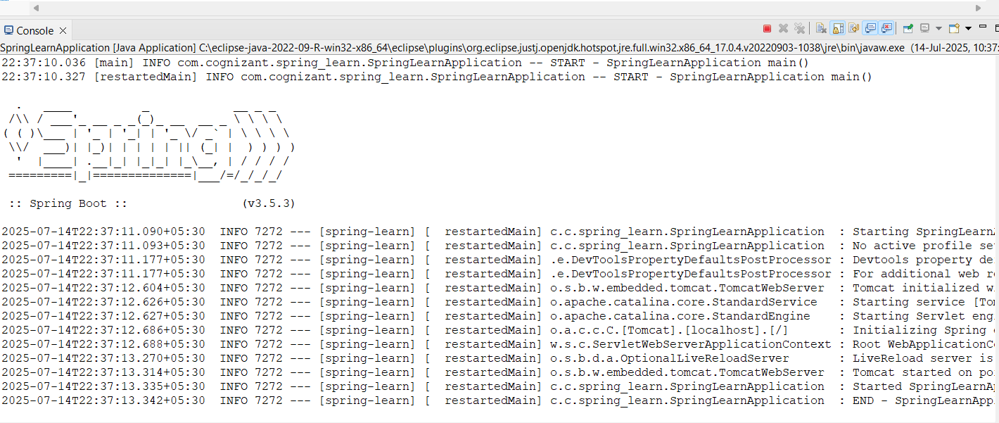 Console
SpringLearnApplication [Java Application] C:\eclipse-java-2022-09-R-win32-x86_64\eclipse\plugins\org.eclipse.justj.openjdk.hotspot.jre.full.win32.x86_64_17.0.4.v20220903-1038\jre\bin\javaw.exe (14-Jul-2025, 10:37:
22:37:10.036 [main] INFO com.cognizant.spring_learn.SpringLearnApplication -- START - SpringLearnApplication main()
22:37:10.327 [restartedMain] INFO com.cognizant.spring_learn.SpringLearnApplication -- START - SpringLearnApplication main()
  .   ____          _            __ _ _
 /\\ / ___'_ __ _ _(_)_ __  __ _ \ \ \ \
( ( )\___ | '_ | '_| | '_ \/ _` | \ \ \ \
 \\/  ___)| |_)| | | | | || (_| |  ) ) ) )
  '  |____| .__|_| |_|_| |_\__, | / / / /
 =========|_|==============|___/=/_/_/_/
 :: Spring Boot ::                (v3.5.3)
2025-07-14T22:37:11.090+05:30  INFO 7272 --- [spring-learn] [  restartedMain] c.c.spring_learn.SpringLearnApplication  : Starting SpringLearnA
2025-07-14T22:37:11.093+05:30  INFO 7272 --- [spring-learn] [  restartedMain] c.c.spring_learn.SpringLearnApplication  : No active profile se
2025-07-14T22:37:11.177+05:30  INFO 7272 --- [spring-learn] [  restartedMain] .e.DevToolsPropertyDefaultsPostProcessor : Devtools property de
2025-07-14T22:37:11.177+05:30  INFO 7272 --- [spring-learn] [  restartedMain] .e.DevToolsPropertyDefaultsPostProcessor : For additional web r
2025-07-14T22:37:12.604+05:30  INFO 7272 --- [spring-learn] [  restartedMain] o.s.b.w.embedded.tomcat.TomcatWebServer  : Tomcat initialized w
2025-07-14T22:37:12.626+05:30  INFO 7272 --- [spring-learn] [  restartedMain] o.apache.catalina.core.StandardService   : Starting service [Tom
2025-07-14T22:37:12.627+05:30  INFO 7272 --- [spring-learn] [  restartedMain] o.apache.catalina.core.StandardEngine    : Starting Servlet eng
2025-07-14T22:37:12.686+05:30  INFO 7272 --- [spring-learn] [  restartedMain] o.a.c.c.C.[Tomcat].[localhost].[/]       : Initializing Spring
2025-07-14T22:37:12.688+05:30  INFO 7272 --- [spring-learn] [  restartedMain] w.s.c.ServletWebServerApplicationContext : Root WebApplicationC
2025-07-14T22:37:13.270+05:30  INFO 7272 --- [spring-learn] [  restartedMain] o.s.b.d.a.OptionalLiveReloadServer       : LiveReload server is
2025-07-14T22:37:13.314+05:30  INFO 7272 --- [spring-learn] [  restartedMain] o.s.b.w.embedded.tomcat.TomcatWebServer  : Tomcat started on po
2025-07-14T22:37:13.335+05:30  INFO 7272 --- [spring-learn] [  restartedMain] c.c.spring_learn.SpringLearnApplication  : Started SpringLearnAp
2025-07-14T22:37:13.342+05:30  INFO 7272 --- [spring-learn] [  restartedMain] c.c.spring_learn.SpringLearnApplication  : END - SpringLearnApp